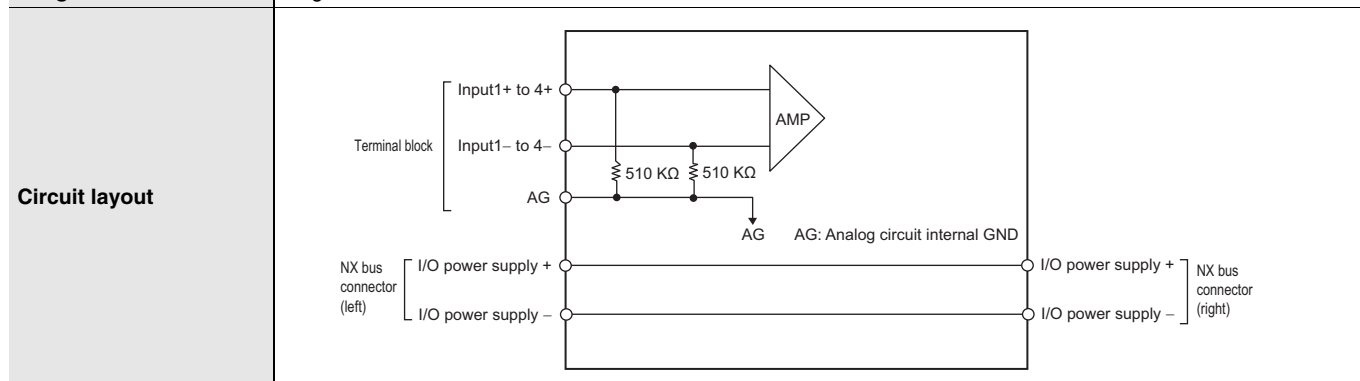 Circuit layout
Terminal block
Input1+ to 4+
Input1– to 4–
AG
510 KΩ
510 KΩ
AMP
AG
AG: Analog circuit internal GND
NX bus
connector
(left)
I/O power supply +
I/O power supply –
I/O power supply +
I/O power supply –
NX bus
connector
(right)